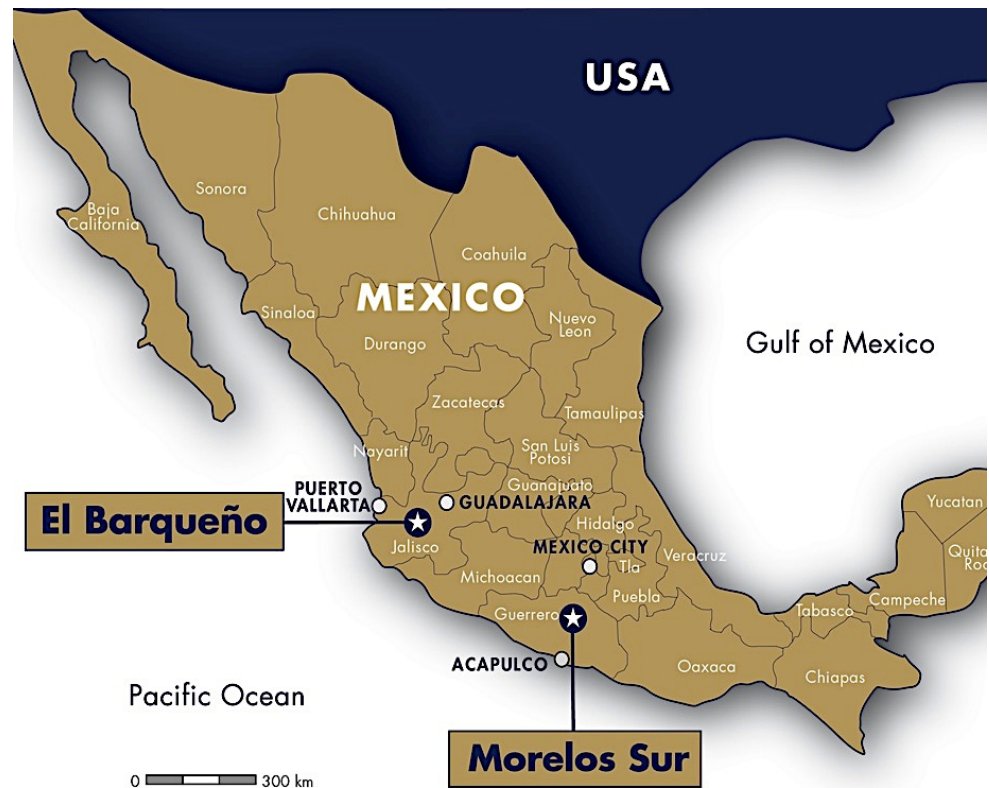 USA
Sonora
Baja
California
Chihuahua
Coahuila
MEXICO
Sinaloa
Nuevo
Leon
Durango
Gulf of Mexico
Zacatecas
Tamaulipas
Nayarit
San Luis
Potosi
PUERTO
VALLARTA
Guanajuato
GUADALAJARA
El Barqueño
Yucatan
Hidalgo
Jalisco
MEXICO CITY
Veracruz
Quita
Roo
Tla
Michoacan
Puebla
Campeche
Tabasco
Guerrero
ACAPULCO
Oaxaca
Chiapas
Pacific Ocean
Morelos Sur
0 300 km